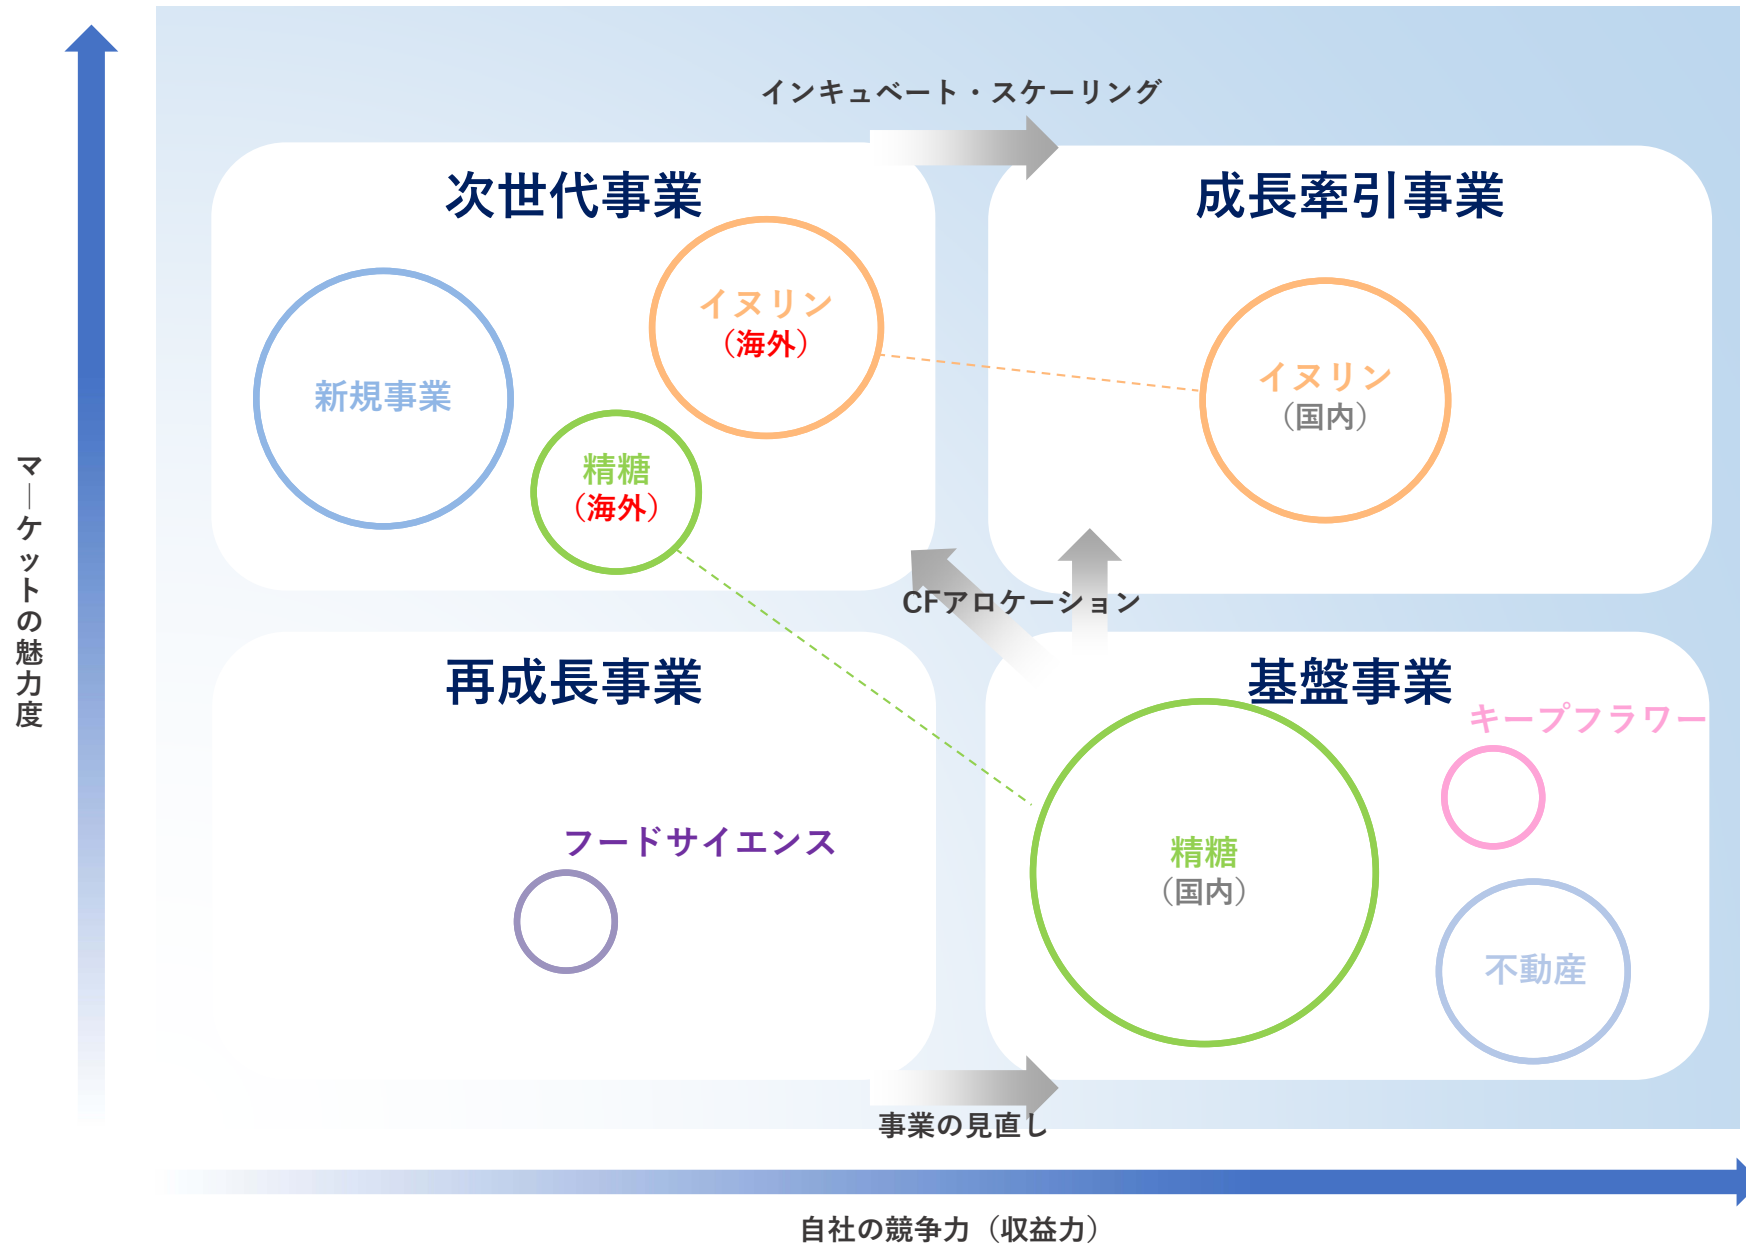 インキュベート・スケーリング
次世代事業
成長牽引事業
イヌリン
（海外）
新規事業
イヌリン
（国内）
精糖
（海外）
マーケットの魅力度
CFアロケーション
再成長事業
基盤事業
キープフラワー
フードサイエンス
精糖
（国内）
不動産
事業の見直し
自社の競争力（収益力）